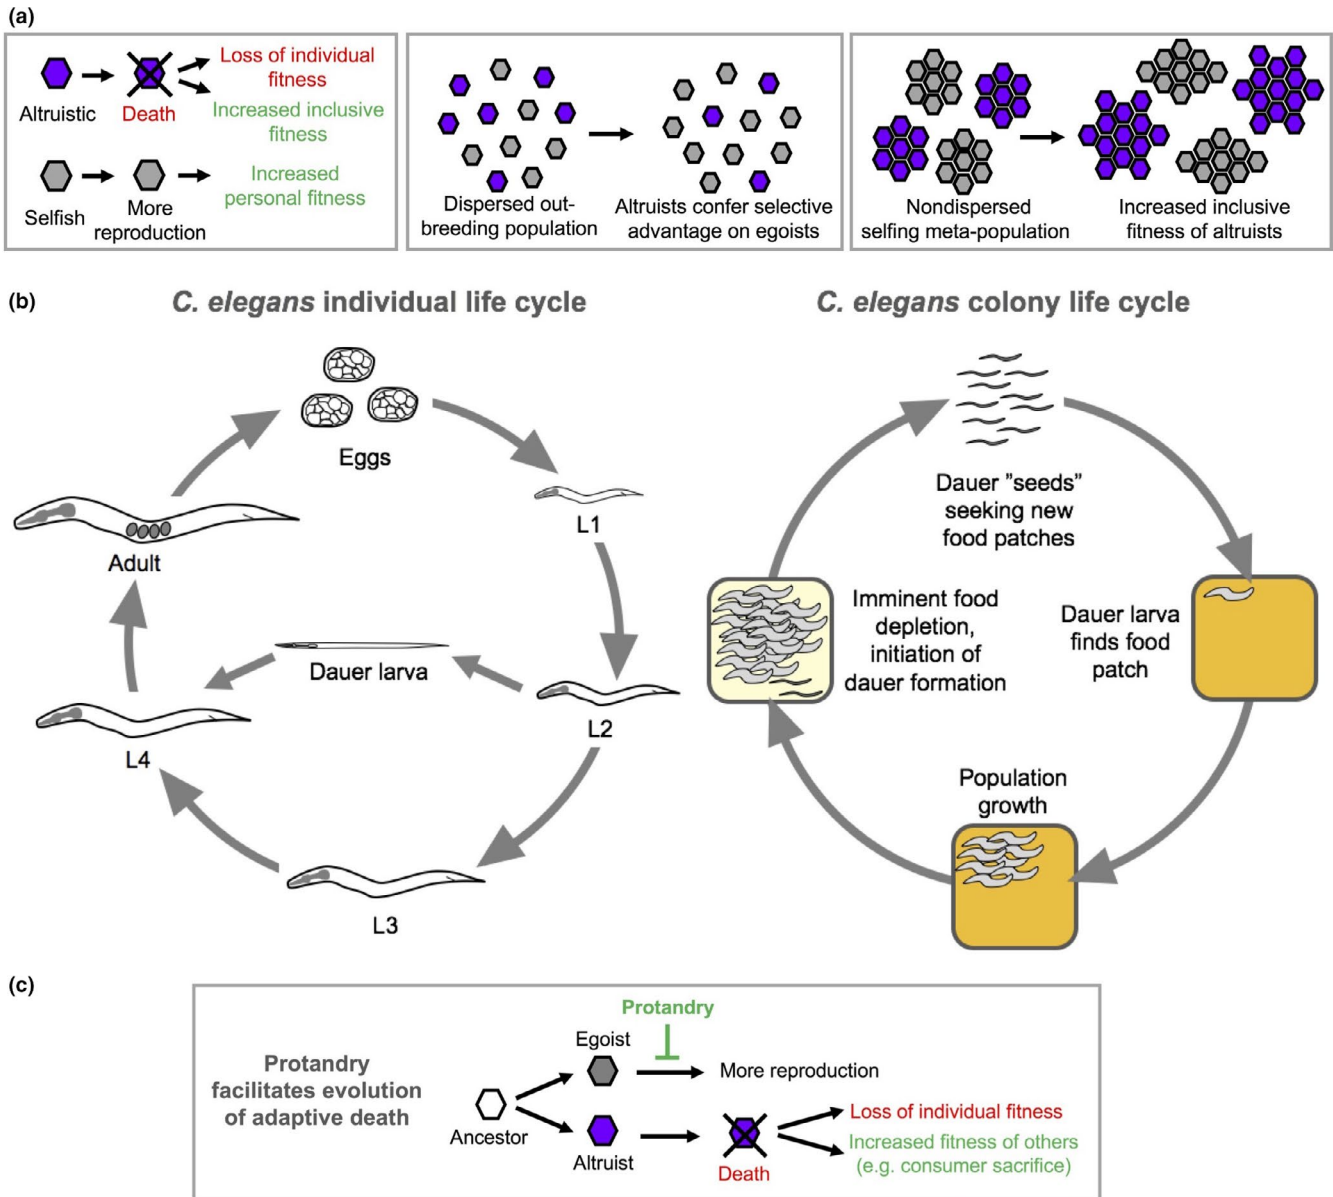 (a)
Altruistic
Death
Loss of individual
fitness
Increased inclusive
fitness
Selfish
More
reproduction
Increased
personal fitness
Dispersed out-
breeding population
Altruists confer selective
advantage on egoists
Nondispersed
selfing meta-population
Increased inclusive
fitness of altruists
(b)
C. elegans individual life cycle
Eggs
L1
L2
L3
L4
Adult
Dauer larva
C. elegans colony life cycle
Dauer ”seeds”
seeking new
food patches
Dauer larva
finds food
patch
Population
growth
Imminent food
depletion,
initiation of
dauer formation
(c)
Protandry
facilitates evolution
of adaptive death
Ancestor
Protandry
Egoist
More reproduction
Altruist
Death
Loss of individual fitness
Increased fitness of others
(e.g. consumer sacrifice)